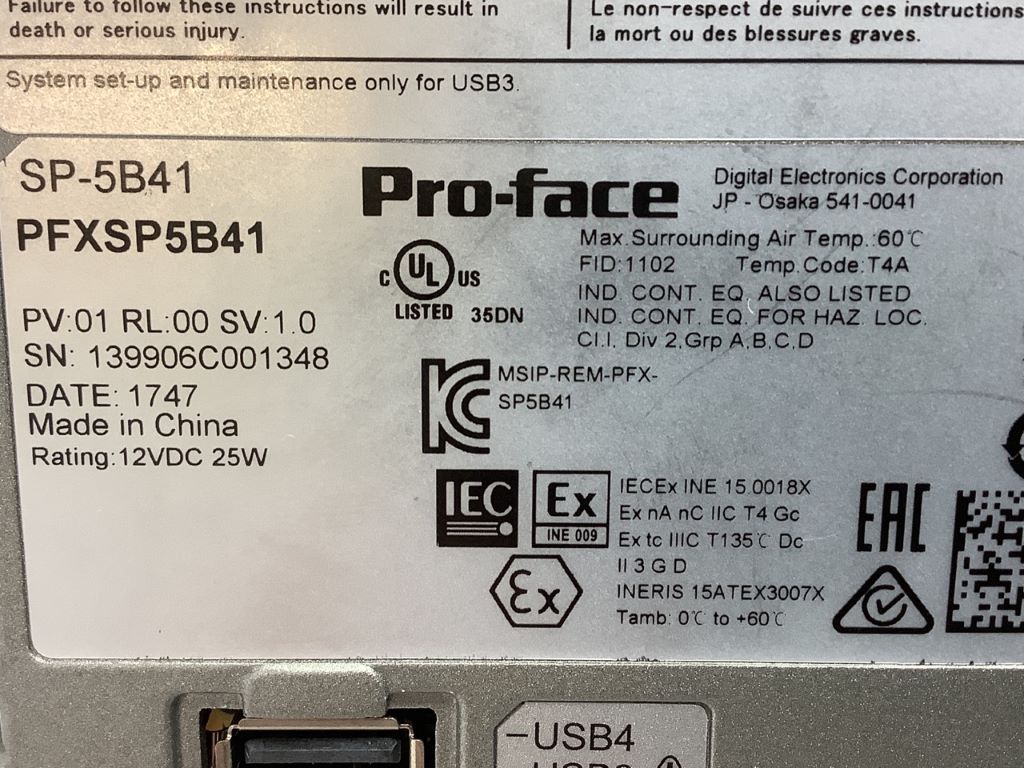 Failure to follow these instructions will result in
death or serious injury.
Le non-respect de suivre ces instructions
la mort ou des blessures graves.
System set-up and maintenance only for USB3.
SP-5B41
PFXSP5B41
PV:01 RL:00 SV:1.0
SN: 139906C001348
DATE: 1747
Made in China
Rating:12VDC 25W
Pro-face
Digital Electronics Corporation
JP - Osaka 541-0041
Max.Surrounding Air Temp.:60℃
FID:1102 Temp.Code:T4A
IND. CONT. EQ. ALSO LISTED
IND. CONT. EQ. FOR HAZ. LOC.
Cl.I, Div 2,Grp A,B,C,D
C UL US
LISTED 35DN
MSIP-REM-PFX-
SP5B41
IEC
Ex
INE 009
IECEx INE 15.0018X
Ex nA nC IIC T4 Gc
Ex tc IIIC T135℃ Dc
II 3 G D
INERIS 15ATEX3007X
Tamb: 0℃ to +60℃
Ex
EAC
USB4